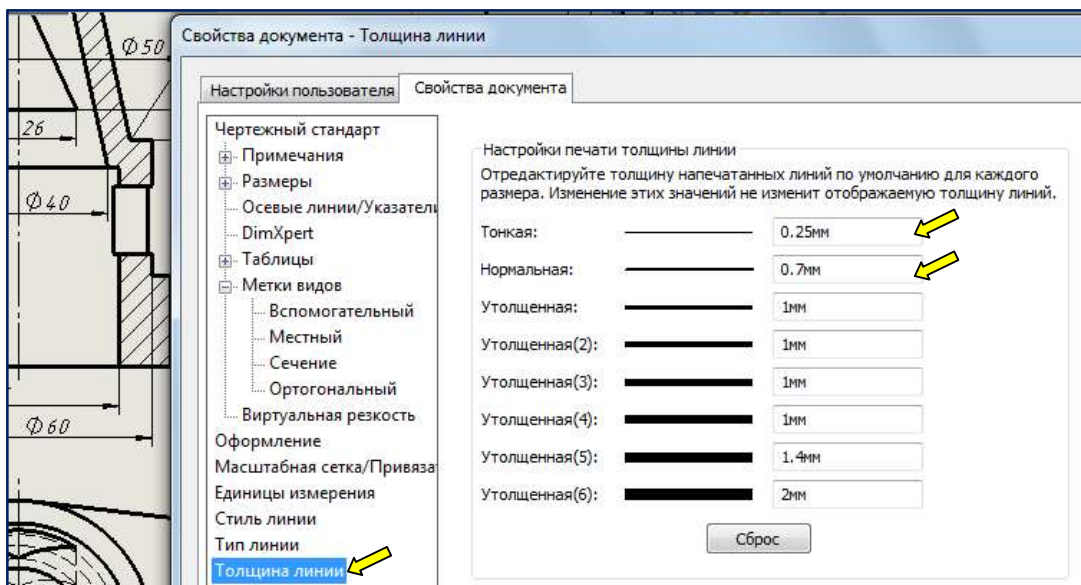 Свойства документа - Толщина линии
Настройки пользователя
Свойства документа
Чертежный стандарт
Примечания
Размеры
Осевые линии/Указатели
DimXpert
Таблицы
Метки видов
Вспомогательный
Местный
Сечение
Ортогональный
Виртуальная резкость
Оформление
Масштабная сетка/Привяза
Единицы измерения
Стиль линии
Тип линии
Толщина линии
Настройки печати толщины линии
Отредактируйте толщину напечатанных линий по умолчанию для каждого
размера. Изменение этих значений не изменит отображаемую толщину линий.
Тонкая: 0.25мм
Нормальная: 0.7мм
Утолщенная: 1мм
Утолщенная(2): 1мм
Утолщенная(3): 1мм
Утолщенная(4): 1мм
Утолщенная(5): 1.4мм
Утолщенная(6): 2мм
Сброс
Ф50
26
Ф40
Ф60